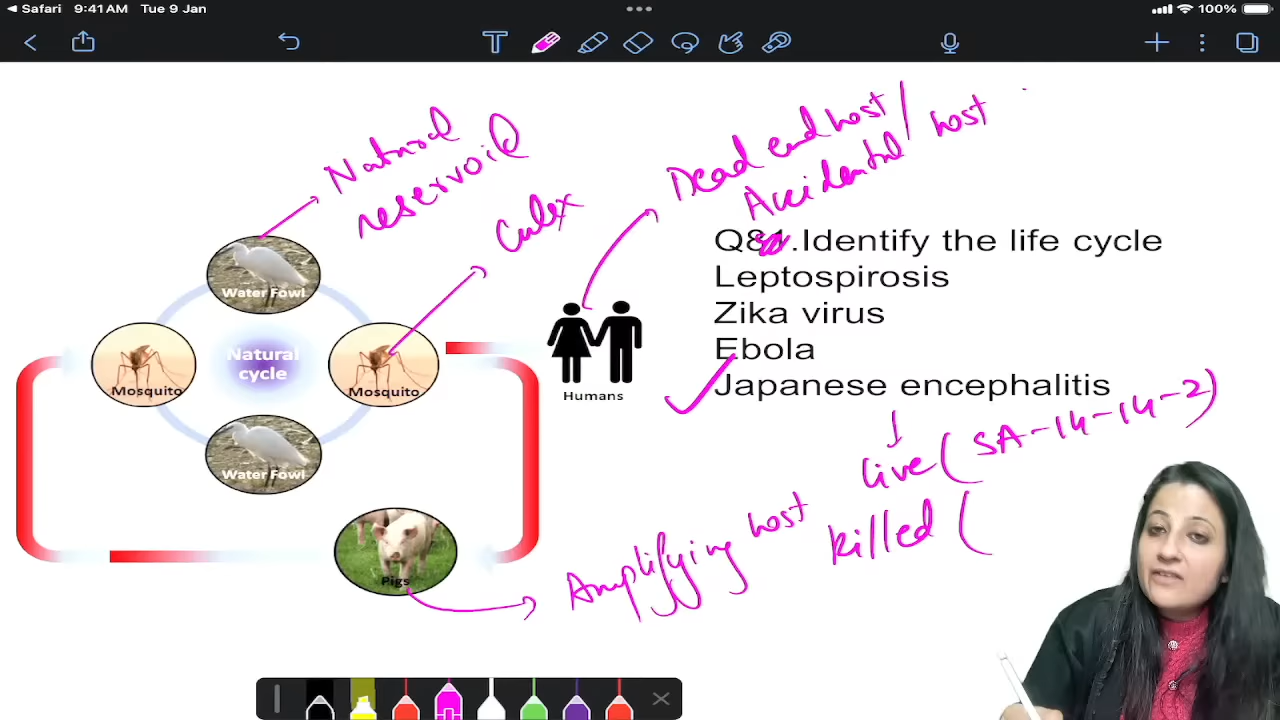 Safari 9:41 AM Tue 9 Jan 100%
Natural
reservoir
Culex
Dead end host/
Accidental host
Water Fowl
Mosquito
Natural
cycle
Mosquito
Water Fowl
Pigs
Humans
Q81.Identify the life cycle
Leptospirosis
Zika virus
Ebola
Japanese encephalitis
live (SA-14-14-2)
killed (
Amplifying host